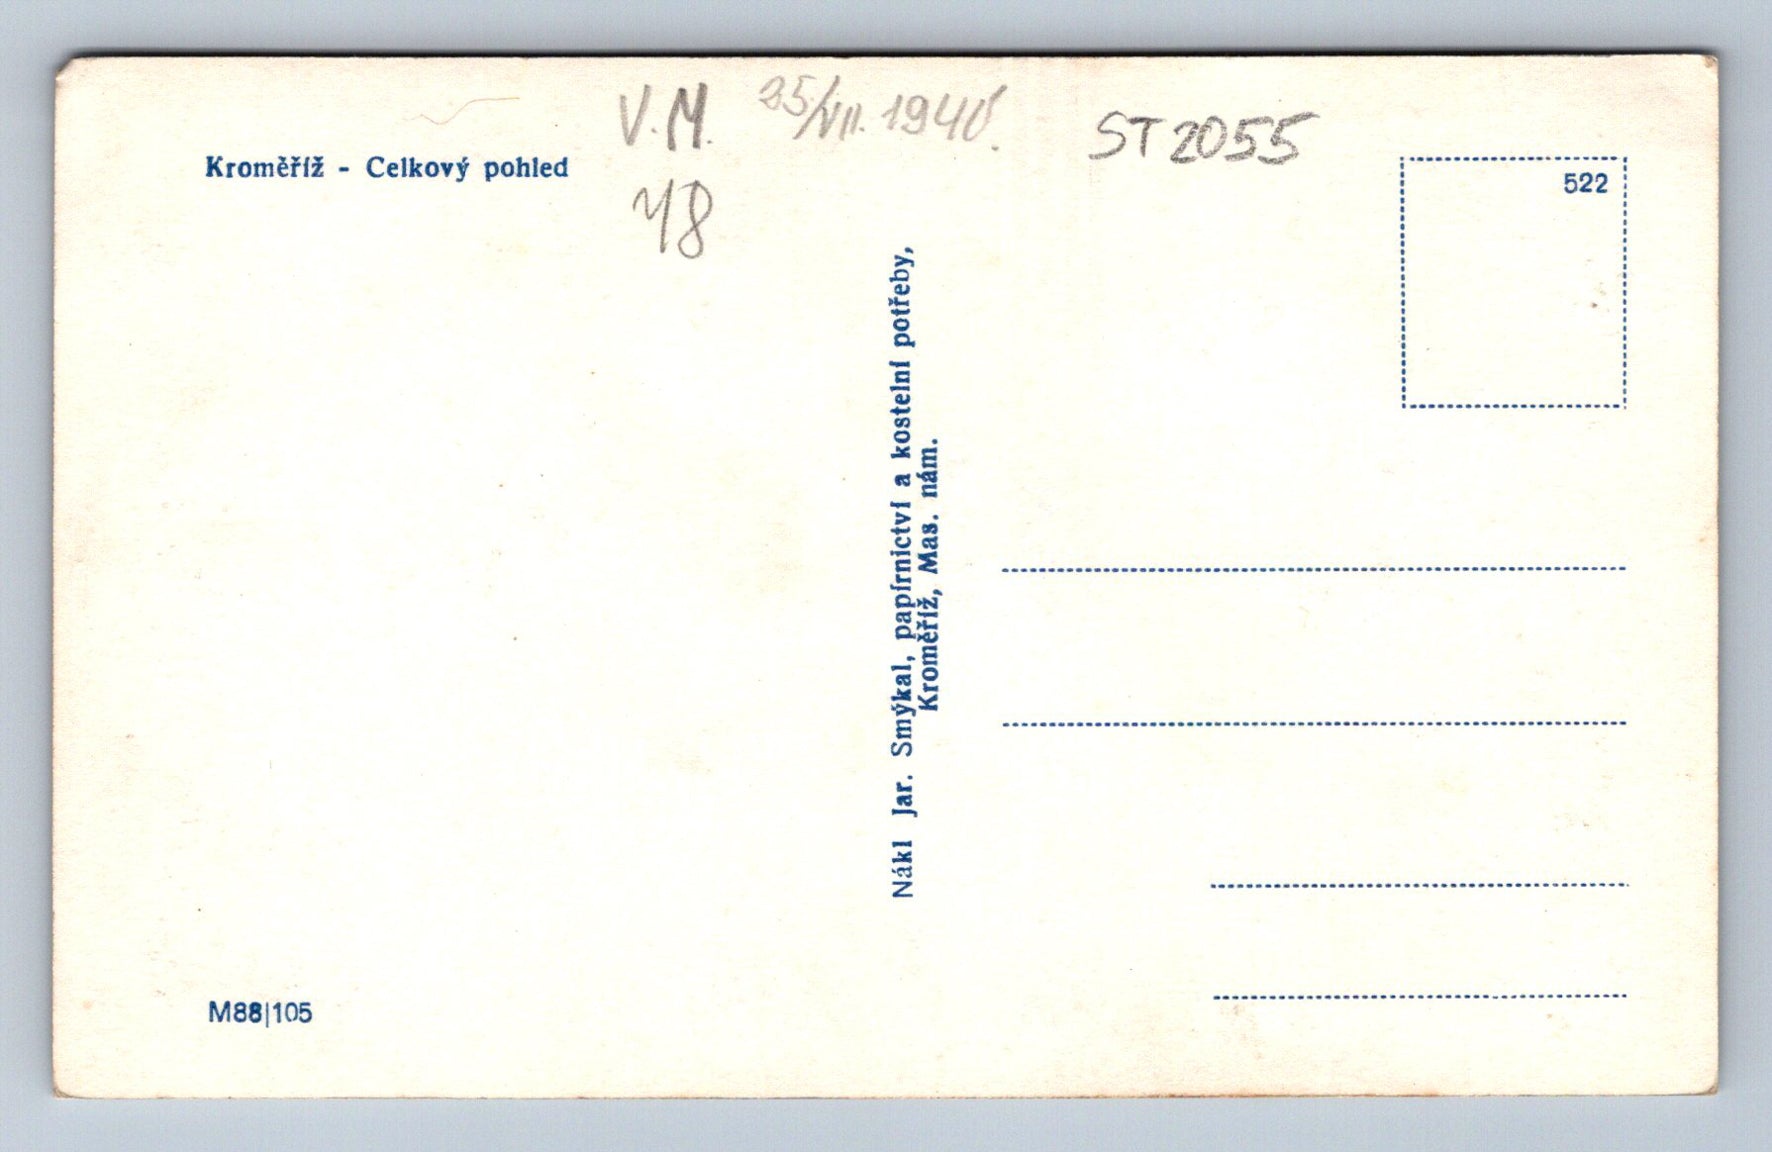 V.M. 25/VII. 1940.
ST2055
48
Kroměříž - Celkový pohled
522
Nákl Jar. Smýkal, papírnictví a kostelní potřeby,
Kroměříž, Mas. nám.
M88|105